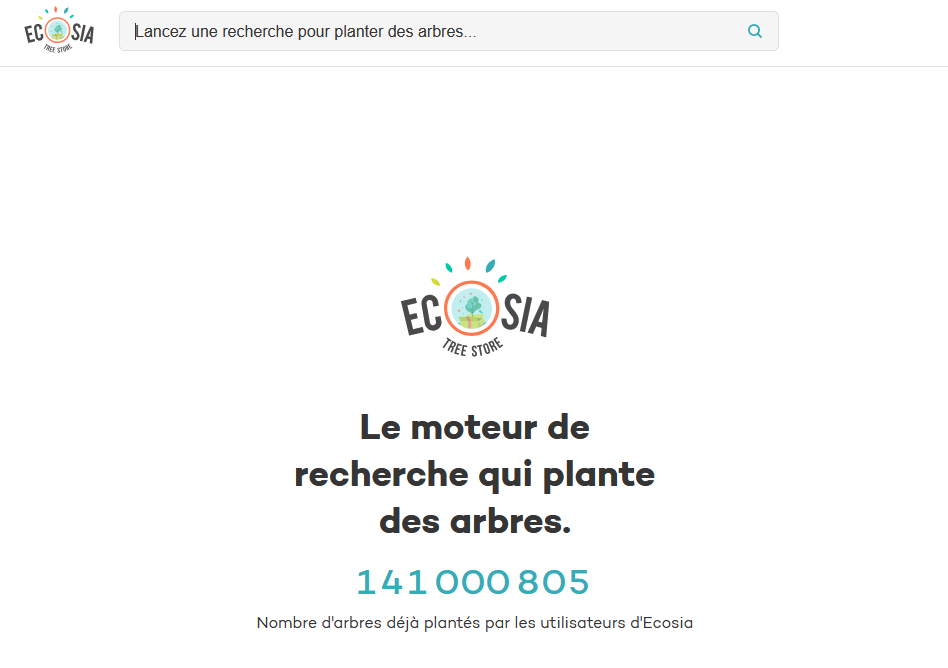 ECOSIA
TREE STORE
Lancez une recherche pour planter des arbres...
ECOSIA
TREE STORE
Le moteur de
recherche qui plante
des arbres.
141 000 805
Nombre d'arbres déjà plantés par les utilisateurs d'Ecosia